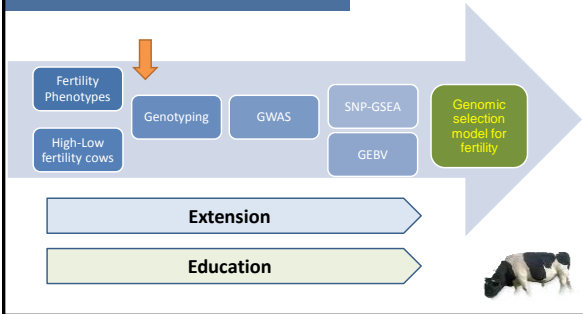 Fertility
Phenotypes
High-Low
fertility cows
Genotyping
GWAS
SNP-GSEA
GEBV
Genomic
selection
model for
fertility
Extension
Education